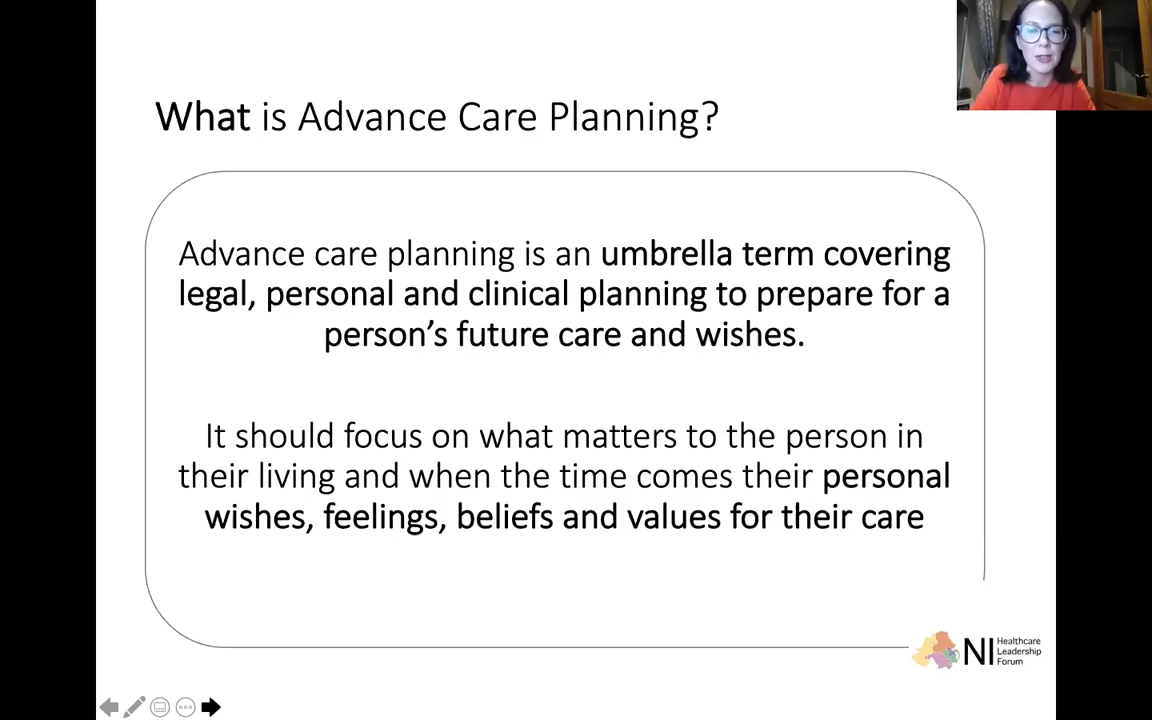 What is Advance Care Planning?
Advance care planning is an umbrella term covering
legal, personal and clinical planning to prepare for a
person’s future care and wishes.
It should focus on what matters to the person in
their living and when the time comes their personal
wishes, feelings, beliefs and values for their care
NI Healthcare
Leadership
Forum